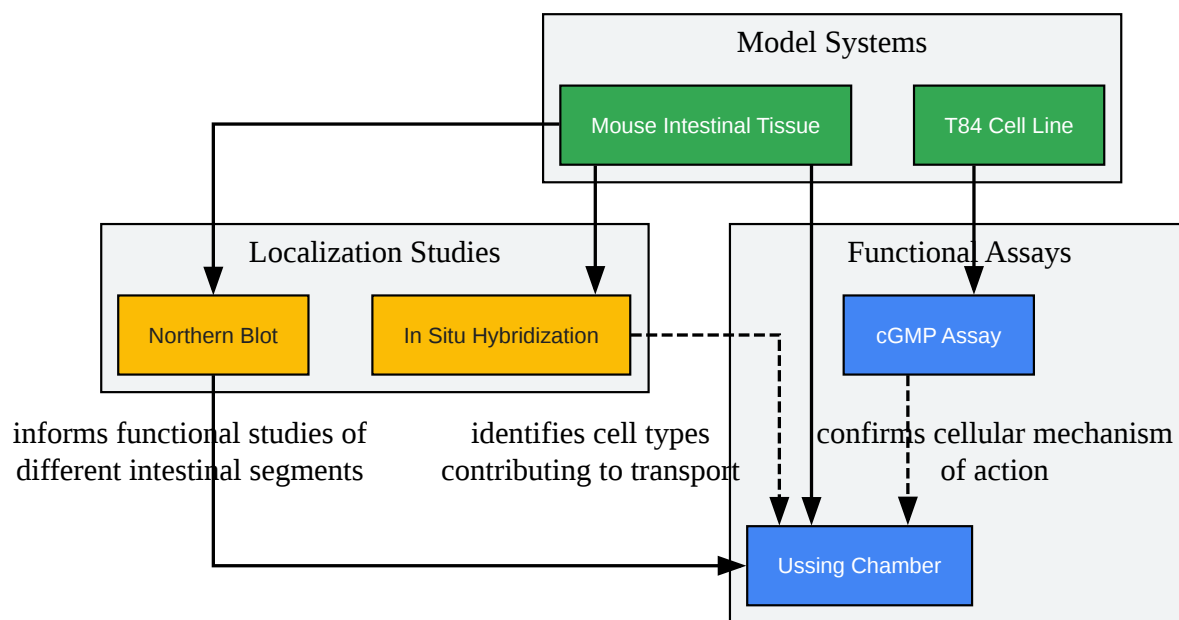 Model Systems
Mouse Intestinal Tissue
T84 Cell Line
Localization Studies
Functional Assays
Northern Blot
In Situ Hybridization
cGMP Assay
informs functional studies of
different intestinal segments
identifies cell types
contributing to transport
confirms cellular mechanism
of action
Ussing Chamber